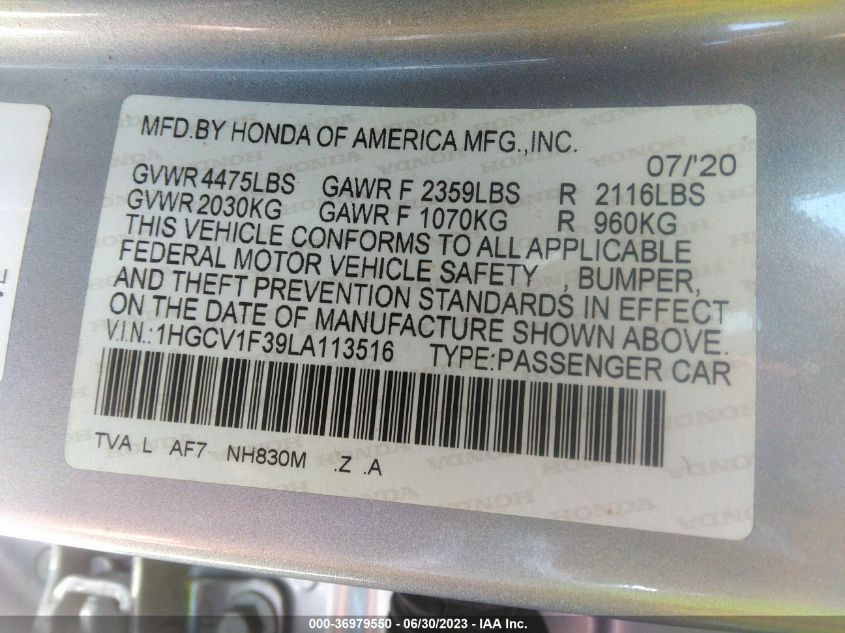 MFD.BY HONDA OF AMERICA MFG.,INC.
07/'20
GVWR 4475LBS GAWR F 2359LBS R 2116LBS
GVWR 2030KG GAWR F 1070KG R 960KG
THIS VEHICLE CONFORMS TO ALL APPLICABLE
FEDERAL MOTOR VEHICLE SAFETY , BUMPER,
AND THEFT PREVENTION STANDARDS IN EFFECT
ON THE DATE OF MANUFACTURE SHOWN ABOVE.
V.I.N.:1HGCV1F39LA113516 TYPE:PASSENGER CAR
TVA L AF7 NH830M .Z .A
000-36979550 - 06/30/2023 - IAA Inc.